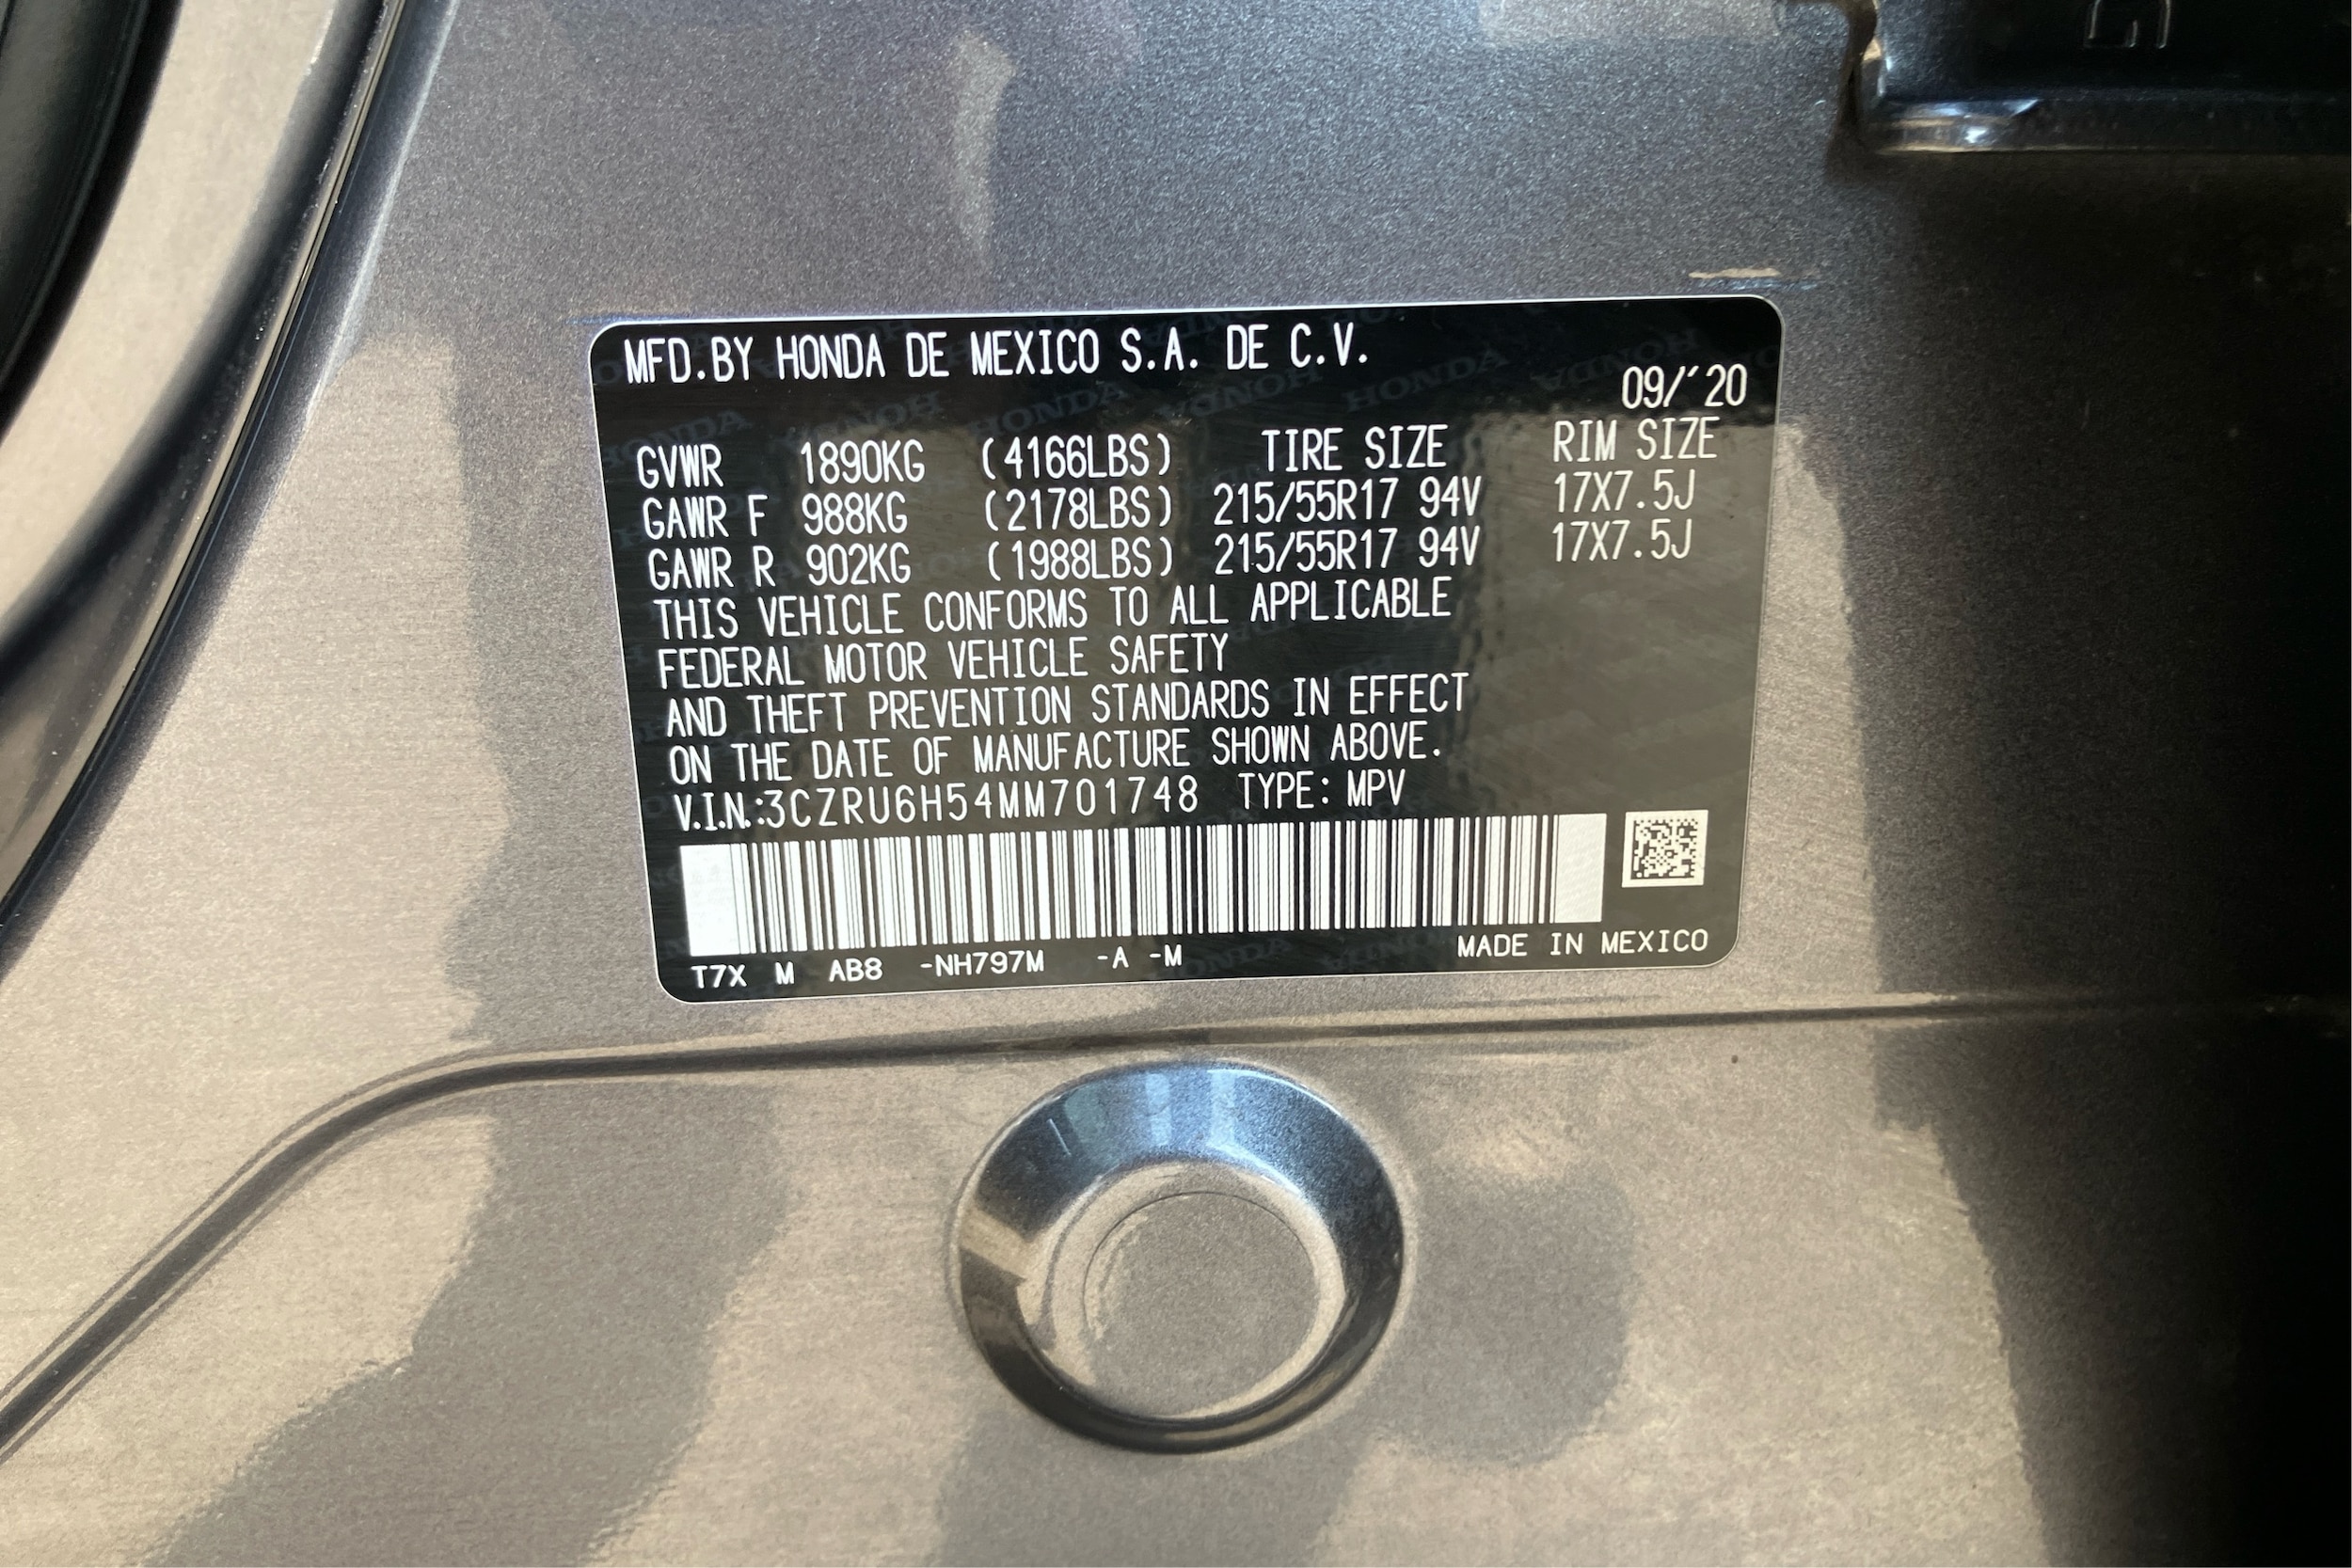 MFD.BY HONDA DE MEXICO S.A. DE C.V.
09/'20
GVWR 1890KG (4166LBS) TIRE SIZE RIM SIZE
GAWR F 988KG (2178LBS) 215/55R17 94V 17X7.5J
GAWR R 902KG (1988LBS) 215/55R17 94V 17X7.5J
THIS VEHICLE CONFORMS TO ALL APPLICABLE
FEDERAL MOTOR VEHICLE SAFETY
AND THEFT PREVENTION STANDARDS IN EFFECT
ON THE DATE OF MANUFACTURE SHOWN ABOVE.
V.I.N.:3CZRU6H54MM701748 TYPE: MPV
T7X M AB8 -NH797M -A -M MADE IN MEXICO